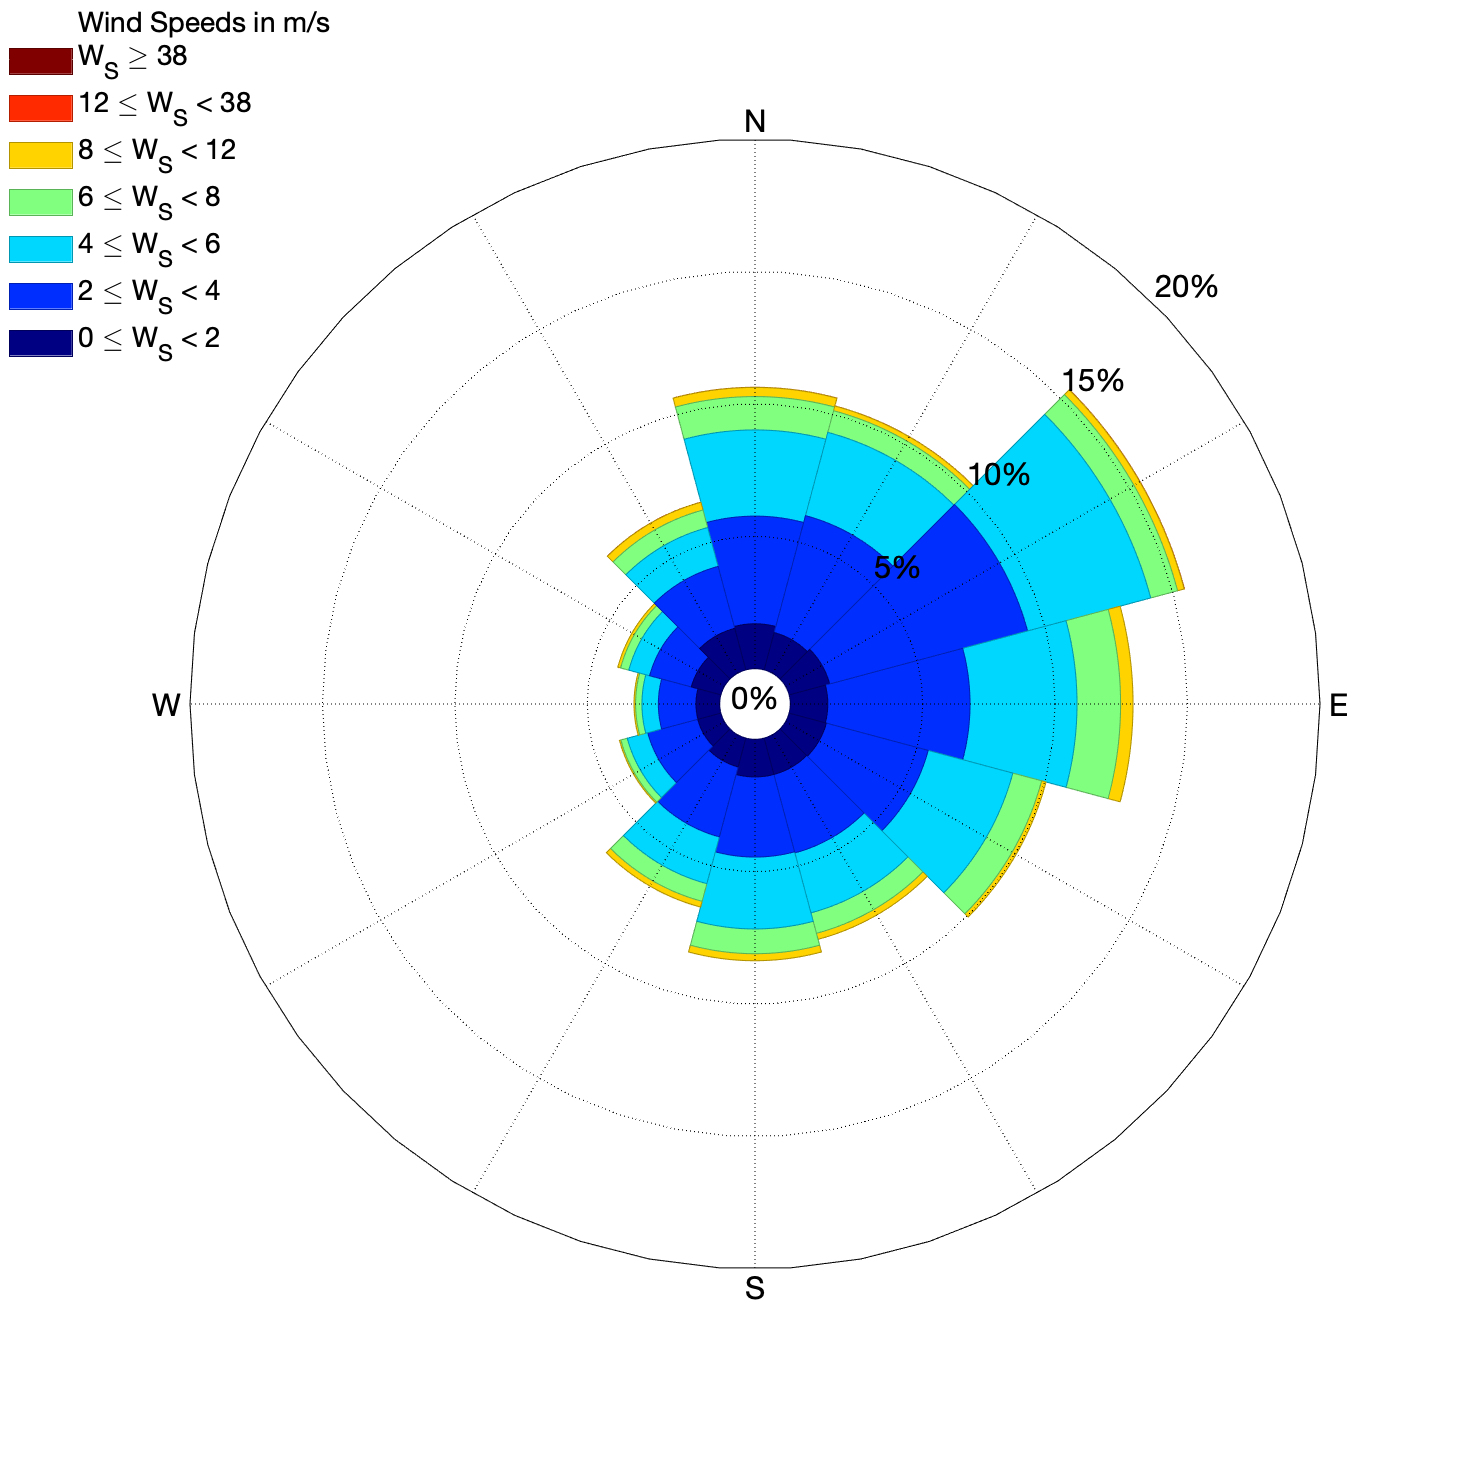 Wind Speeds in m/s
W_S ≥ 38
12 ≤ W_S < 38
8 ≤ W_S < 12
6 ≤ W_S < 8
4 ≤ W_S < 6
2 ≤ W_S < 4
0 ≤ W_S < 2
N
20%
15%
10%
5%
W
0%
E
S